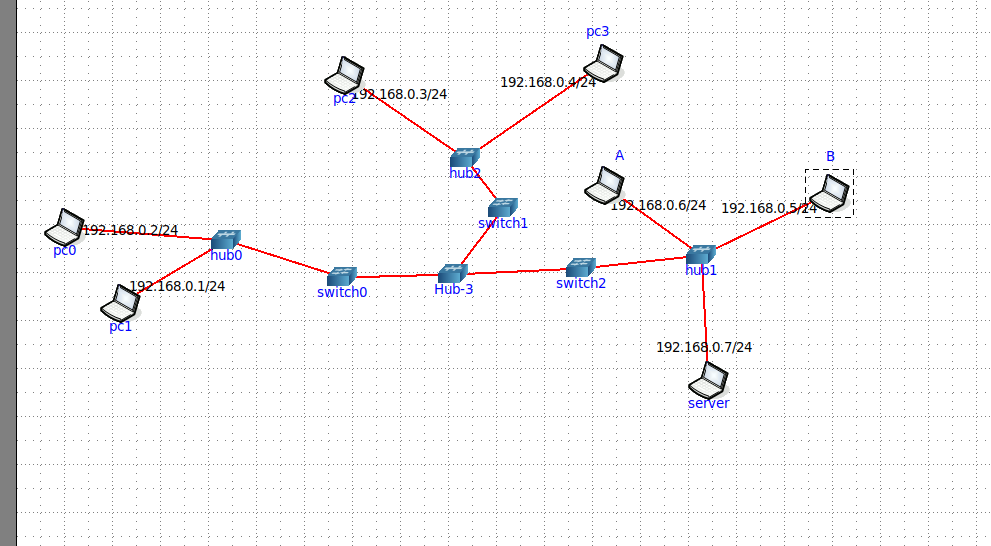 pc3
192.168.0.4/24
pc2
192.168.0.3/24
hub2
A
B
192.168.0.6/24
192.168.0.5/24
switch1
pc0
192.168.0.2/24
hub0
hub1
192.168.0.1/24
pc1
switch0
Hub-3
switch2
192.168.0.7/24
server